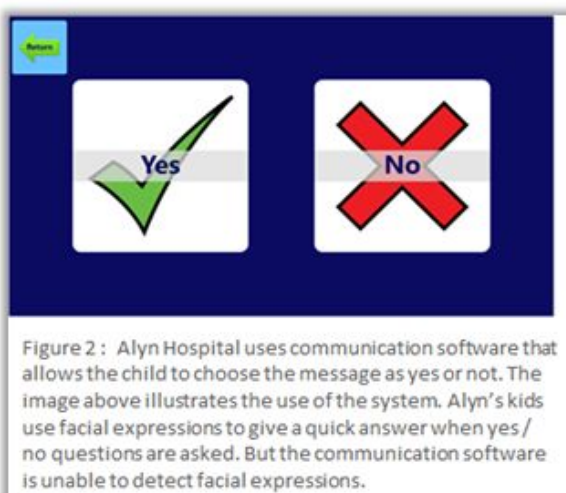 Return
Yes
No
Figure 2 : Alyn Hospital uses communication software that
allows the child to choose the message as yes or not. The
image above illustrates the use of the system. Alyn's kids
use facial expressions to give a quick answer when yes /
no questions are asked. But the communication software
is unable to detect facial expressions.